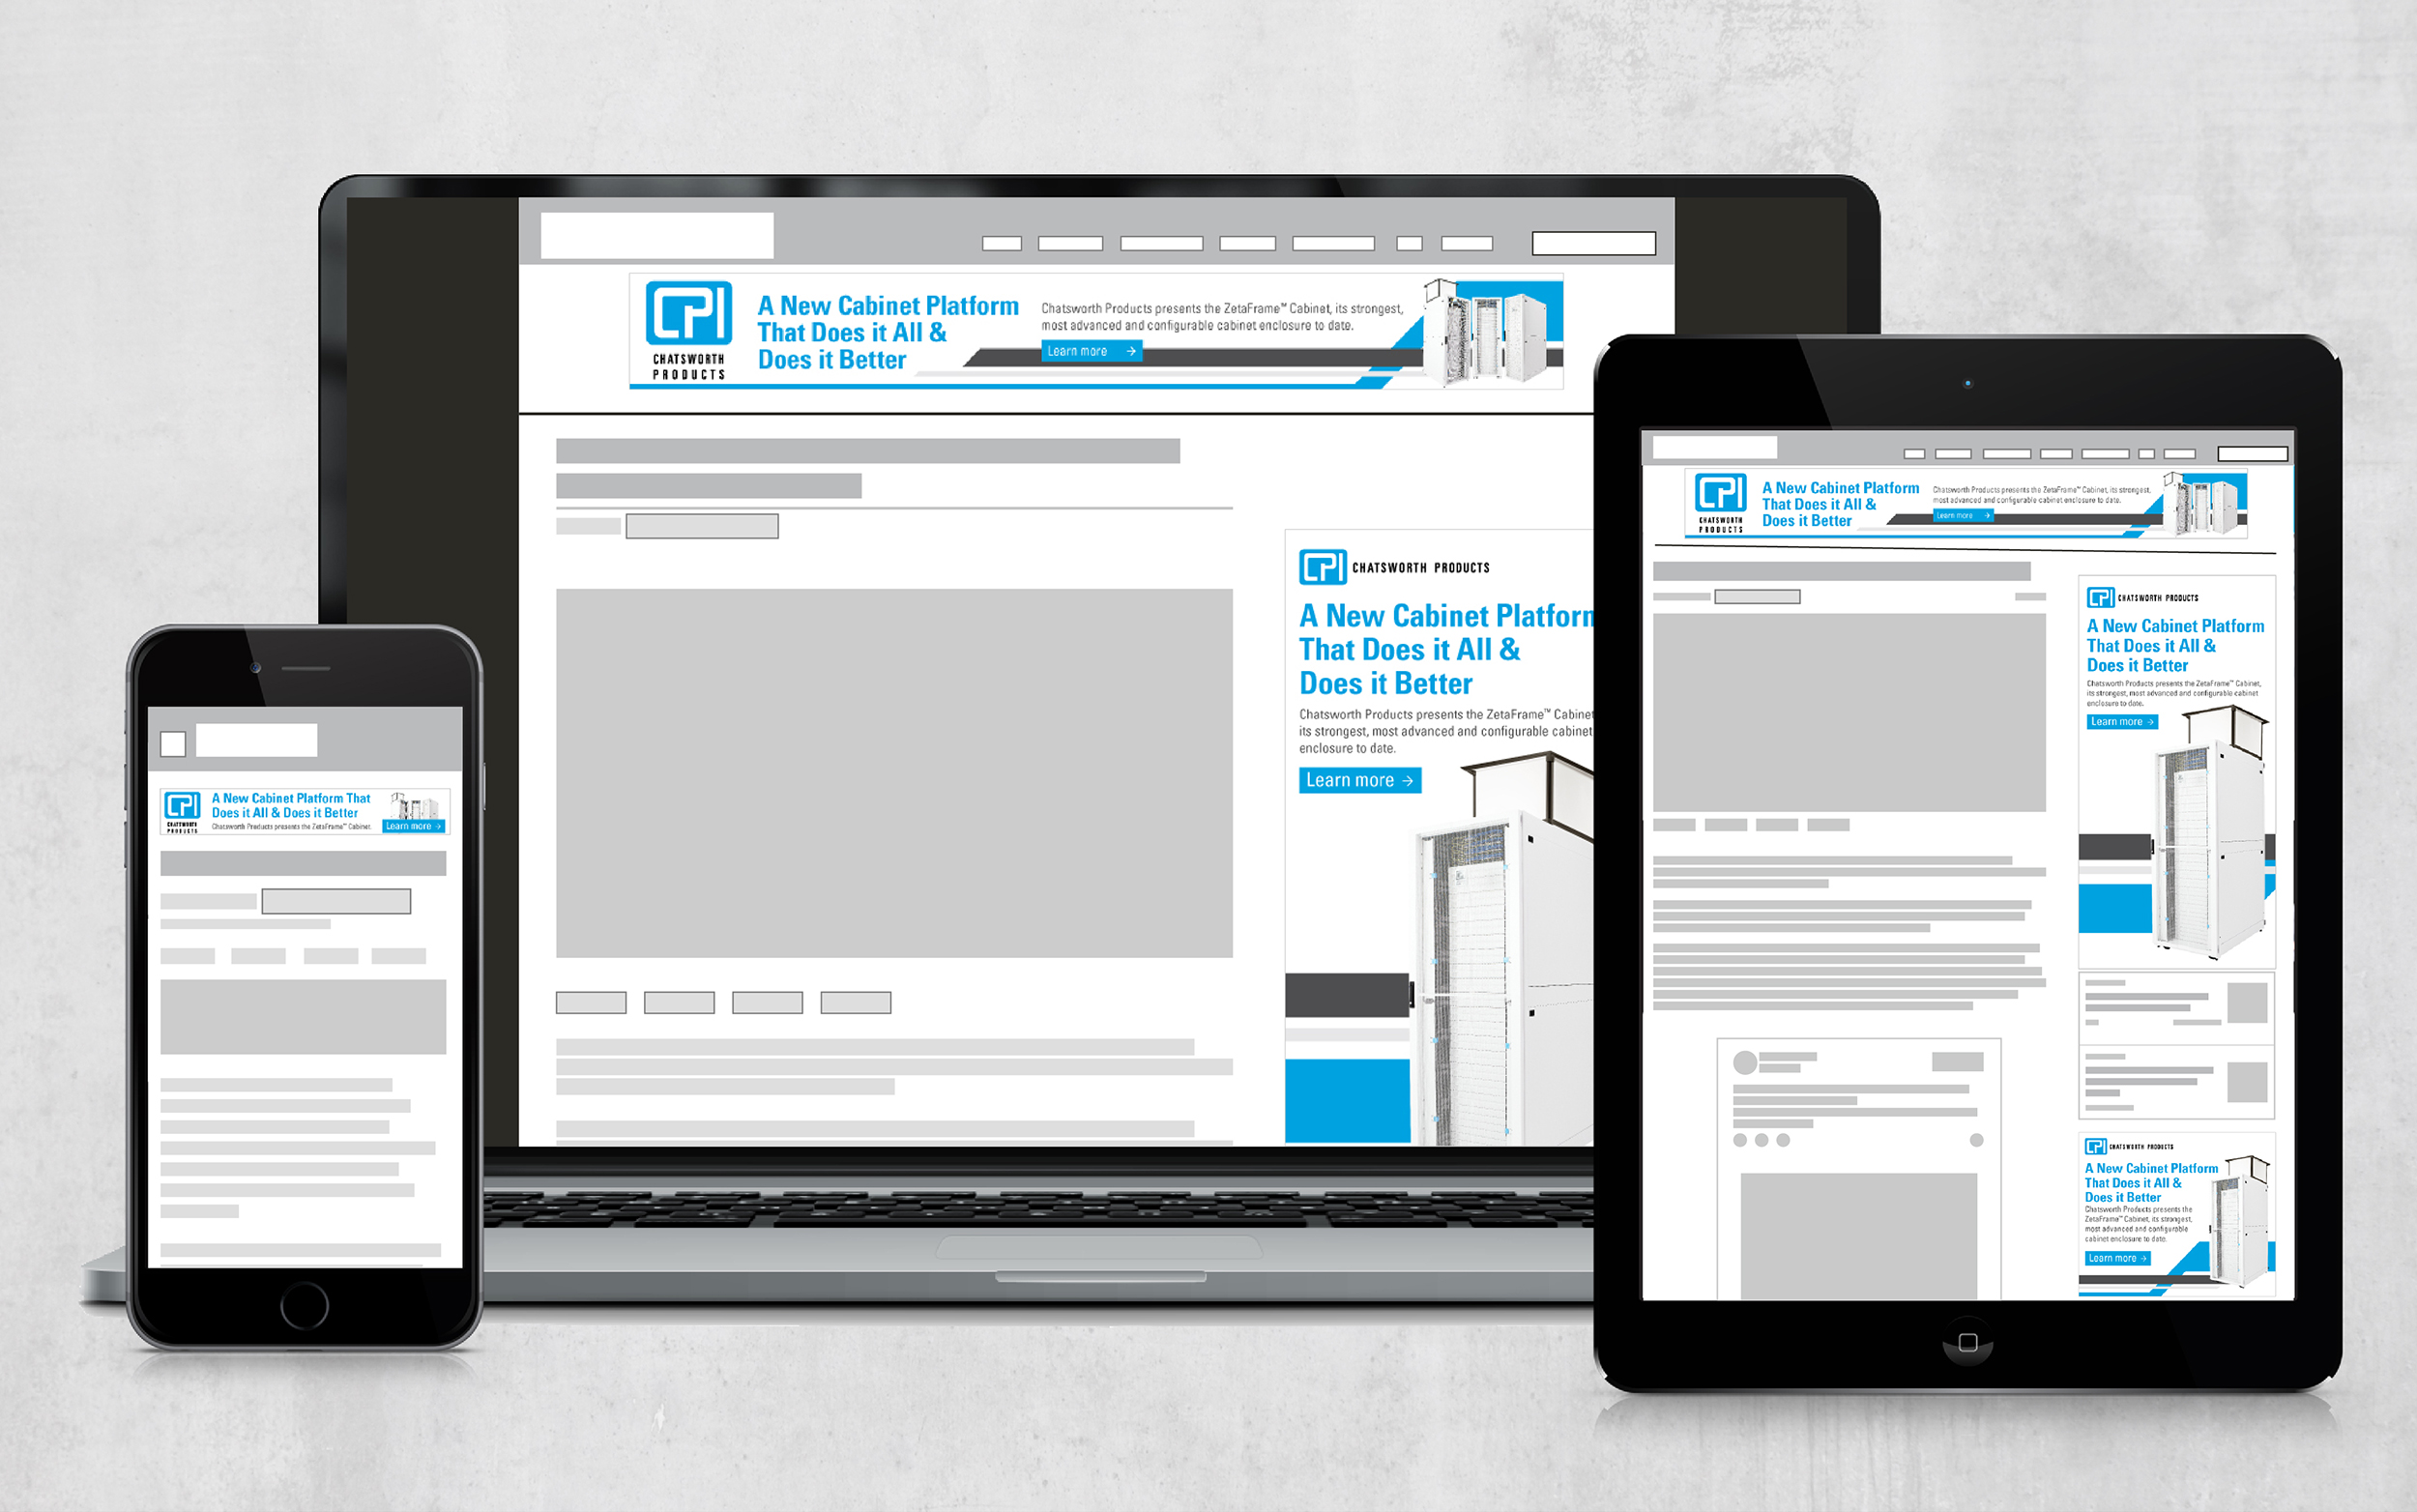 CPI
CHATSWORTH
PRODUCTS
A New Cabinet Platform
That Does it All &
Does it Better
Chatsworth Products presents the ZetaFrame™ Cabinet, its strongest,
most advanced and configurable cabinet enclosure to date.
Learn more →
CPI CHATSWORTH PRODUCTS
A New Cabinet Platform
That Does it All &
Does it Better
Chatsworth Products presents the ZetaFrame™ Cabinet
its strongest, most advanced and configurable cabinet
enclosure to date.
Learn more →
CPI
CHATSWORTH
PRODUCTS
A New Cabinet Platform That
Does it All & Does it Better
Chatsworth Products presents the ZetaFrame™ Cabinet.
Learn more →
CPI
CHATSWORTH
PRODUCTS
A New Cabinet Platform
That Does it All &
Does it Better
Chatsworth Products presents the ZetaFrame™ Cabinet, its strongest,
most advanced and configurable cabinet enclosure to date.
Learn more →
CPI CHATSWORTH PRODUCTS
A New Cabinet Platform
That Does it All &
Does it Better
Chatsworth Products presents the ZetaFrame™ Cabinet,
its strongest, most advanced and configurable cabinet
enclosure to date.
Learn more →
CPI CHATSWORTH PRODUCTS
A New Cabinet Platform
That Does it All &
Does it Better
Chatsworth Products presents the
ZetaFrame™ Cabinet, its strongest,
most advanced and configurable
cabinet enclosure to date.
Learn more →